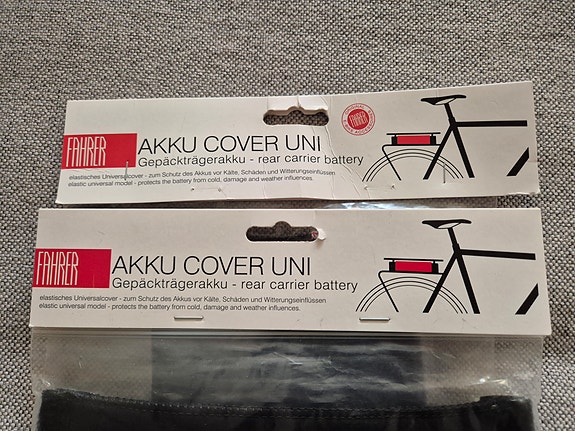 FAHRER
AKKU COVER UNI
Gepäckträgerakku - rear carrier battery
elastisches Universalcover - zum Schutz des Akkus vor Kälte, Schäden und Witterungseinflüssen
elastic universal model - protects the battery from cold, damage and weather influences.
FAHRER
FAHRER
AKKU COVER UNI
Gepäckträgerakku - rear carrier battery
elastisches Universalcover - zum Schutz des Akkus vor Kälte, Schäden und Witterungseinflüssen
elastic universal model - protects the battery from cold, damage and weather influences.